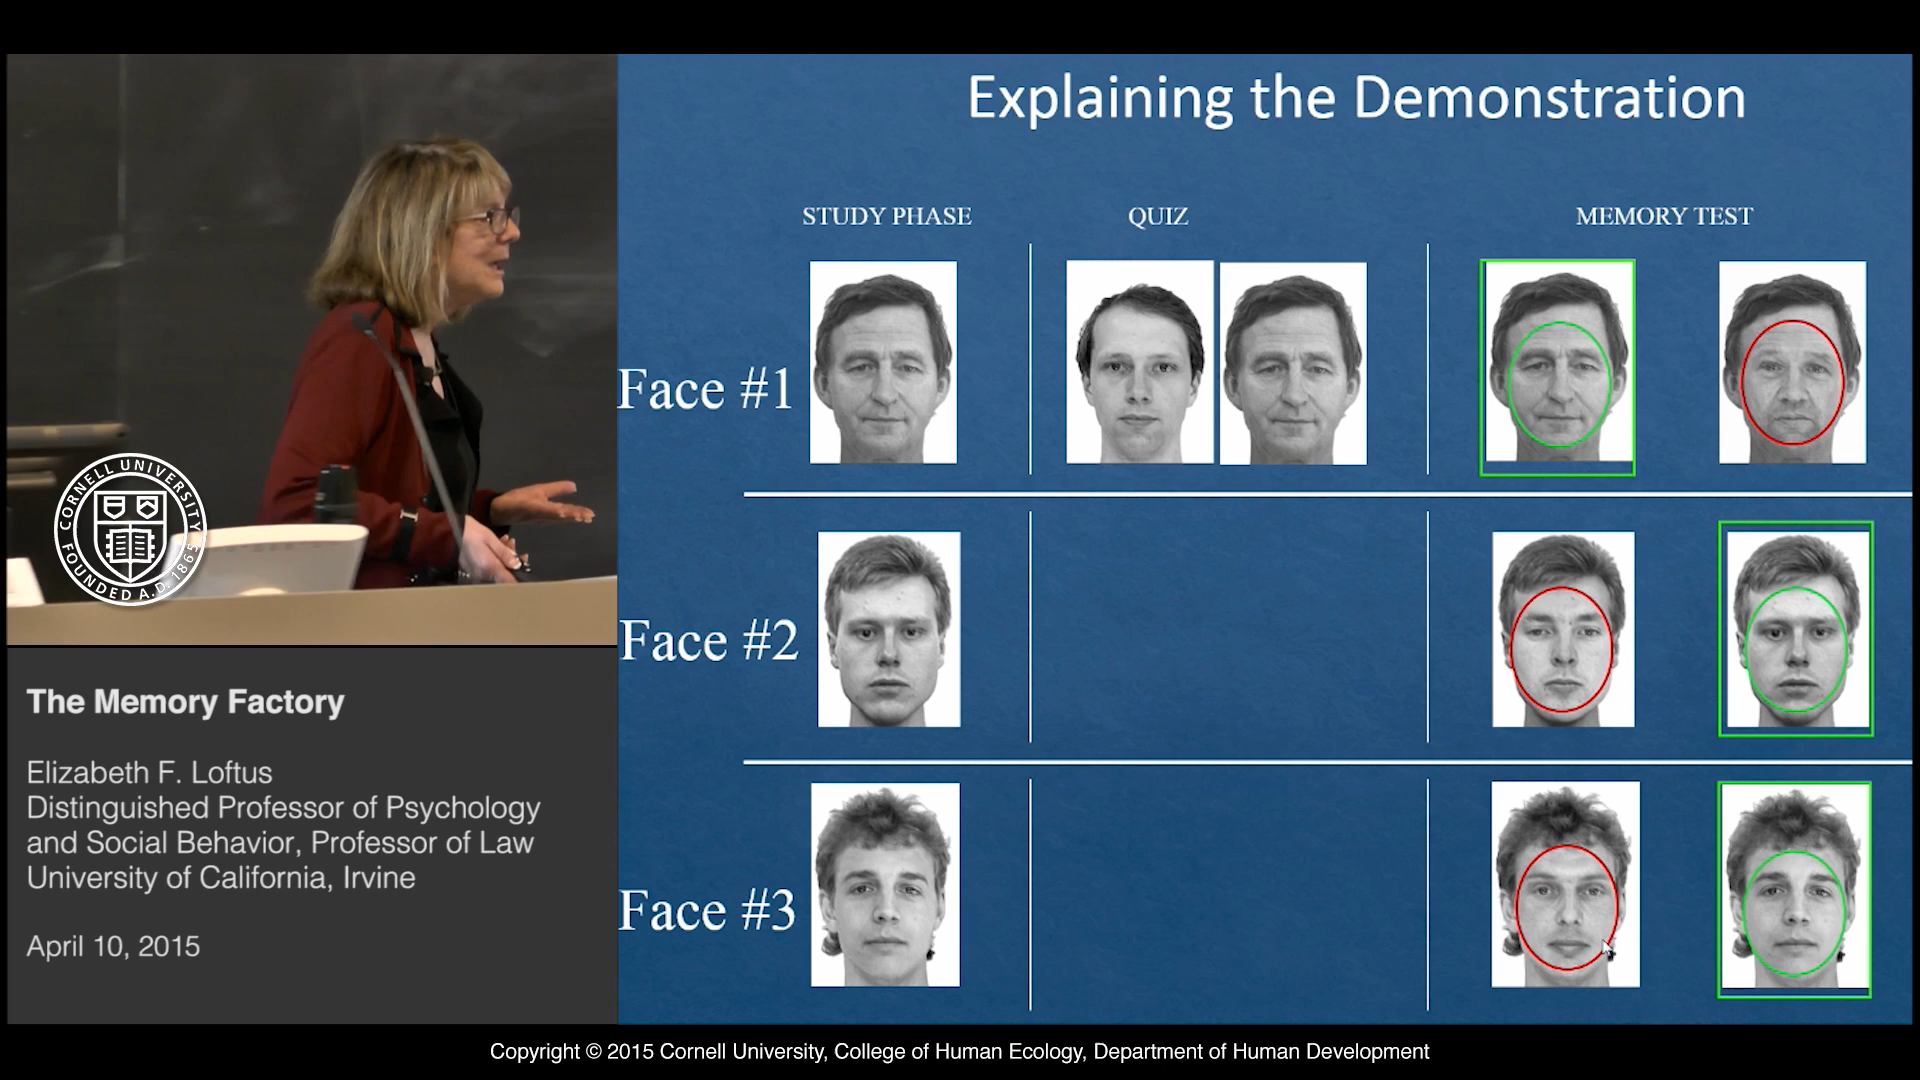 Explaining the Demonstration
STUDY PHASE
QUIZ
MEMORY TEST
Face #1
Face #2
Face #3
CORNELL UNIVERSITY
FOUNDED A.D. 1865
The Memory Factory
Elizabeth F. Loftus
Distinguished Professor of Psychology
and Social Behavior, Professor of Law
University of California, Irvine
April 10, 2015
Copyright © 2015 Cornell University, College of Human Ecology, Department of Human Development